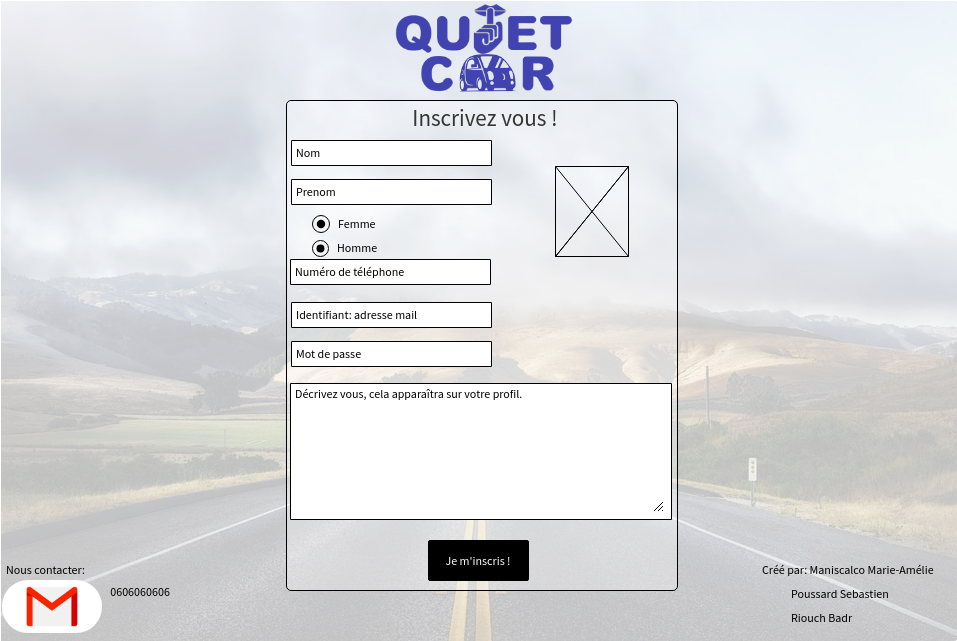 QUIET
CAR
Inscrivez vous !
Nom
Prenom
Femme
Homme
Numéro de téléphone
Identifiant: adresse mail
Mot de passe
Décrivez vous, cela apparaîtra sur votre profil.
Je m'inscris !
Nous contacter:
0606060606
Créé par: Maniscalco Marie-Amélie
Poussard Sebastien
Riouch Badr